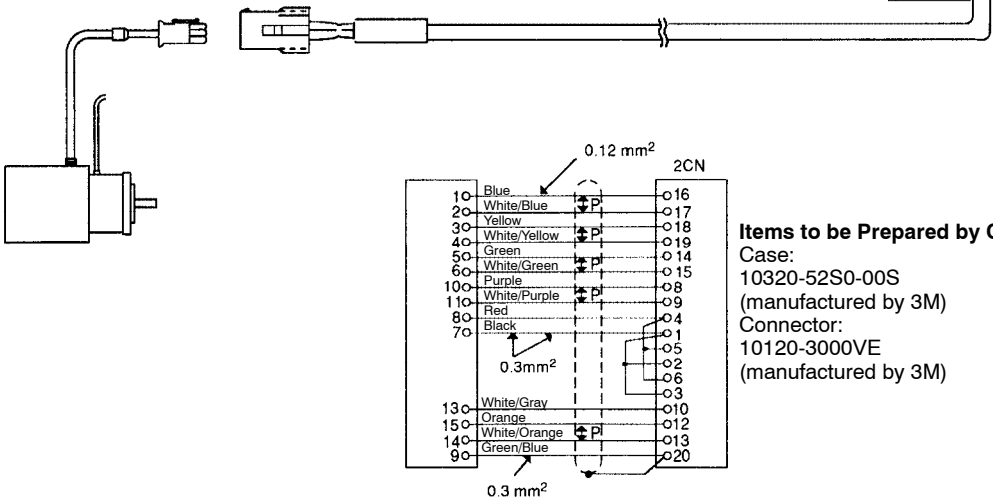 0.12 mm2
2CN
1 Blue 16
2 White/Blue P 17
3 Yellow 18
4 White/Yellow P 19
5 Green 14
6 White/Green P 15
10 Purple 8
11 White/Purple P 9
8 Red 4
7 Black 1
5
2
6
3
0.3mm2
13 White/Gray 10
15 Orange 12
14 White/Orange P 13
9 Green/Blue 20
0.3 mm2
Items to be Prepared by
Case:
10320-52S0-00S
(manufactured by 3M)
Connector:
10120-3000VE
(manufactured by 3M)